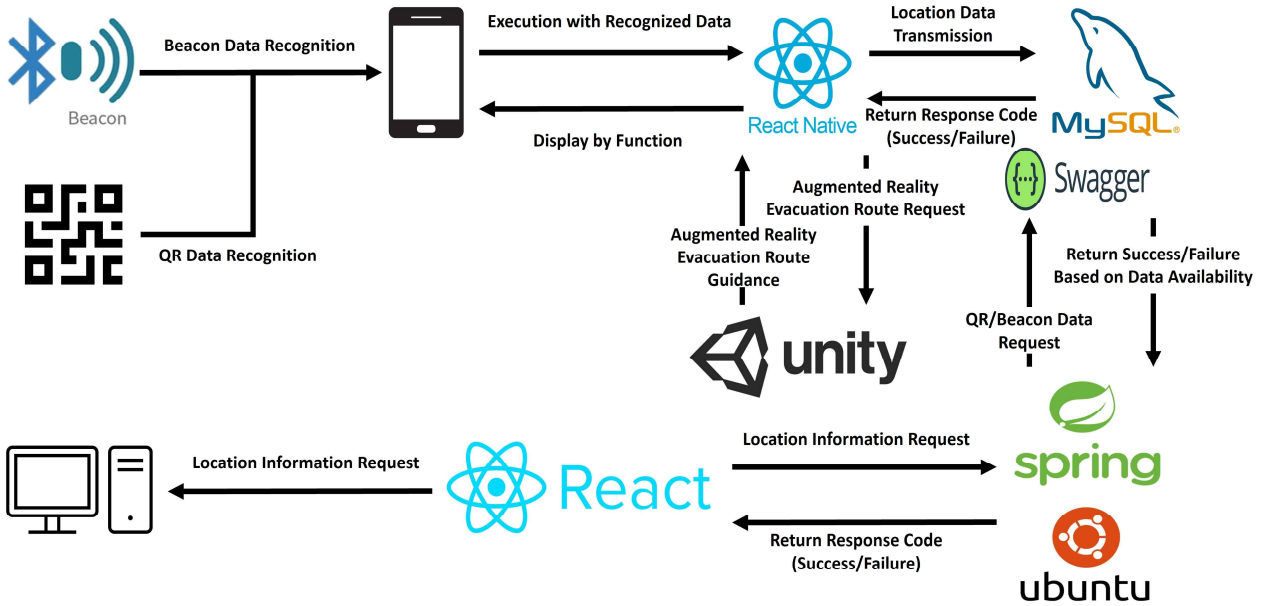 Beacon Data Recognition
Beacon
QR Data Recognition
Execution with Recognized Data
Display by Function
React Native
Location Data
Transmission
Return Response Code
(Success/Failure)
MySQL®
Swagger
Augmented Reality
Evacuation Route Request
Augmented Reality
Evacuation Route
Guidance
unity
Return Success/Failure
Based on Data Availability
QR/Beacon Data
Request
spring
Location Information Request
React
Location Information Request
Return Response Code
(Success/Failure)
ubuntu